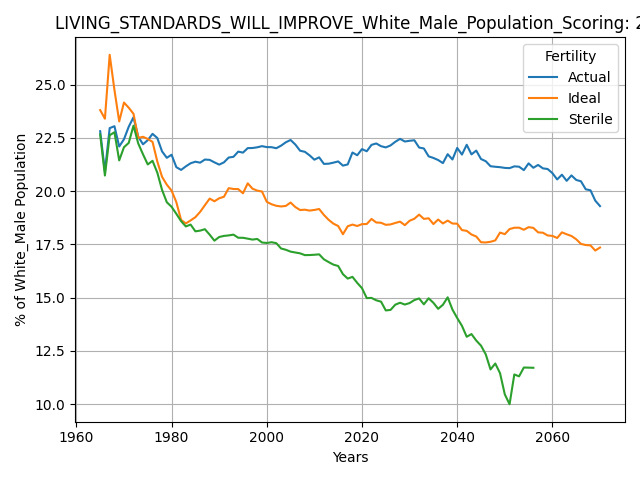 LIVING_STANDARDS_WILL_IMPROVE_White_Male_Population_Scoring: 2
Fertility
Actual
Ideal
Sterile
% of White_Male Population
25.0
22.5
20.0
17.5
15.0
12.5
10.0
1960 1980 2000 2020 2040 2060
Years